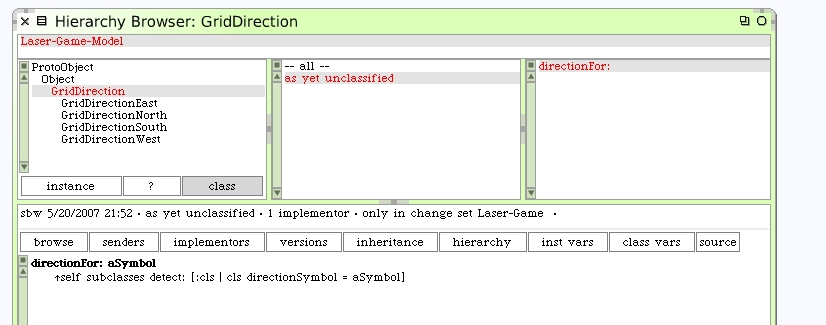 Hierarchy Browser: GridDirection
Laser-Game-Model
ProtoObject
Object
GridDirection
GridDirectionEast
GridDirectionNorth
GridDirectionSouth
GridDirectionWest
instance ? class
-- all --
as yet unclassified
directionFor:
sbw 5/20/2007 21:52 · as yet unclassified · 1 implementor · only in change set Laser-Game ·
browse senders implementors versions inheritance hierarchy inst vars class vars source
directionFor: aSymbol
↑self subclasses detect: [:cls | cls directionSymbol = aSymbol]